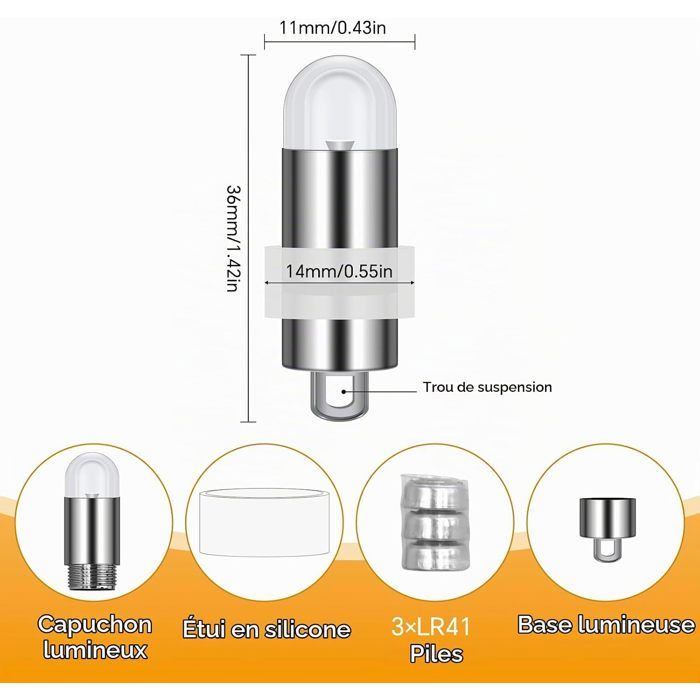 11mm/0.43in
36mm/1.42in
14mm/0.55in
Trou de suspension
Capuchon
lumineux
Étui en silicone
3×LR41
Piles
Base lumineuse